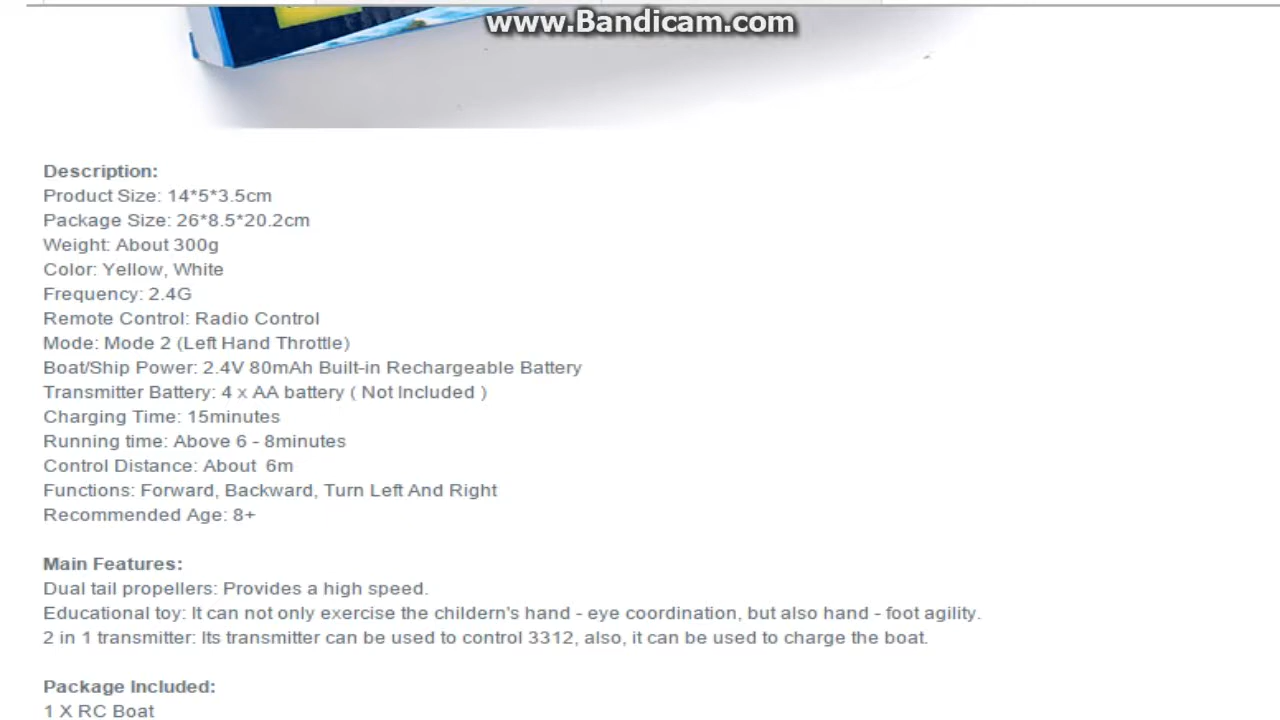 www.Bandicam.com
Description:
Product Size: 14*5*3.5cm
Package Size: 26*8.5*20.2cm
Weight: About 300g
Color: Yellow, White
Frequency: 2.4G
Remote Control: Radio Control
Mode: Mode 2 (Left Hand Throttle)
Boat/Ship Power: 2.4V 80mAh Built-in Rechargeable Battery
Transmitter Battery: 4 x AA battery ( Not Included )
Charging Time: 15minutes
Running time: Above 6 - 8minutes
Control Distance: About  6m
Functions: Forward, Backward, Turn Left And Right
Recommended Age: 8+
Main Features:
Dual tail propellers: Provides a high speed.
Educational toy: It can not only exercise the childern's hand - eye coordination, but also hand - foot agility.
2 in 1 transmitter: Its transmitter can be used to control 3312, also, it can be used to charge the boat.
Package Included:
1 X RC Boat